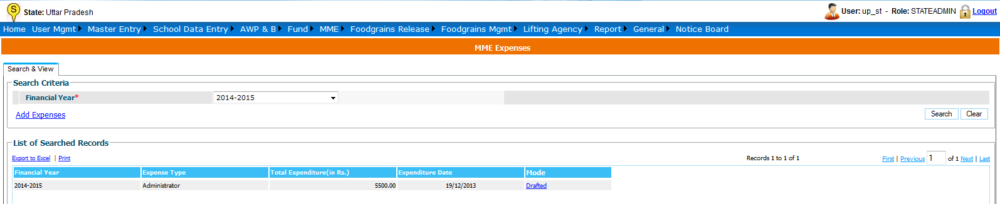 S
State: Uttar Pradesh
User: up_st - Role: STATEADMIN Logout
Home User Mgmt Master Entry School Data Entry AWP & B Fund MME Foodgrains Release Foodgrains Mgmt Lifting Agency Report General Notice Board
MME Expenses
Search & View
Search Criteria
Financial Year* 2014-2015
Add Expenses Search Clear
List of Searched Records
Export to Excel | Print Records 1 to 1 of 1 First | Previous 1 of 1 Next | Last
Financial Year Expense Type Total Expenditure(in Rs.) Expenditure Date Mode
2014-2015 Administrator 5500.00 19/12/2013 Drafted